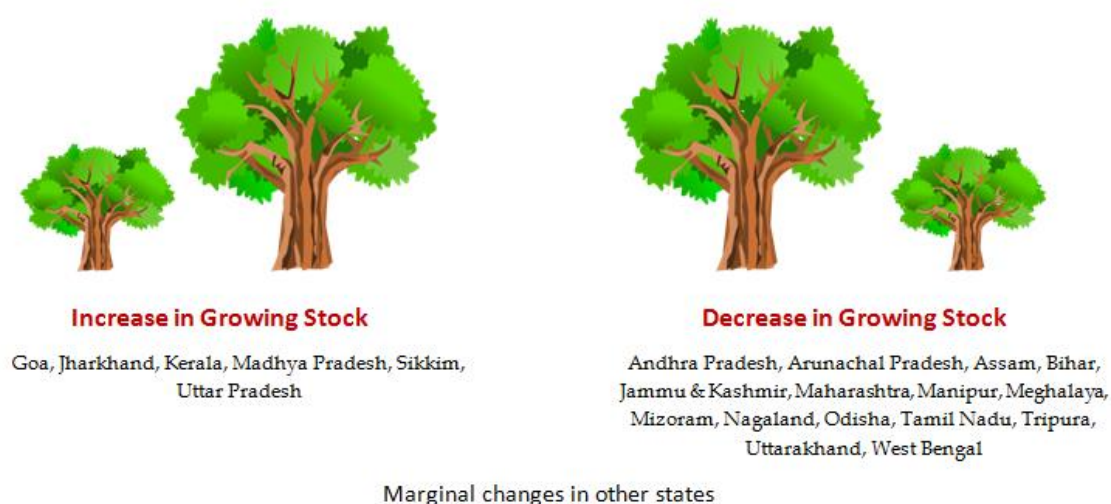 Increase in Growing Stock
Goa, Jharkhand, Kerala, Madhya Pradesh, Sikkim,
Uttar Pradesh
Decrease in Growing Stock
Andhra Pradesh, Arunachal Pradesh, Assam, Bihar,
Jammu & Kashmir, Maharashtra, Manipur, Meghalaya,
Mizoram, Nagaland, Odisha, Tamil Nadu, Tripura,
Uttarakhand, West Bengal
Marginal changes in other states